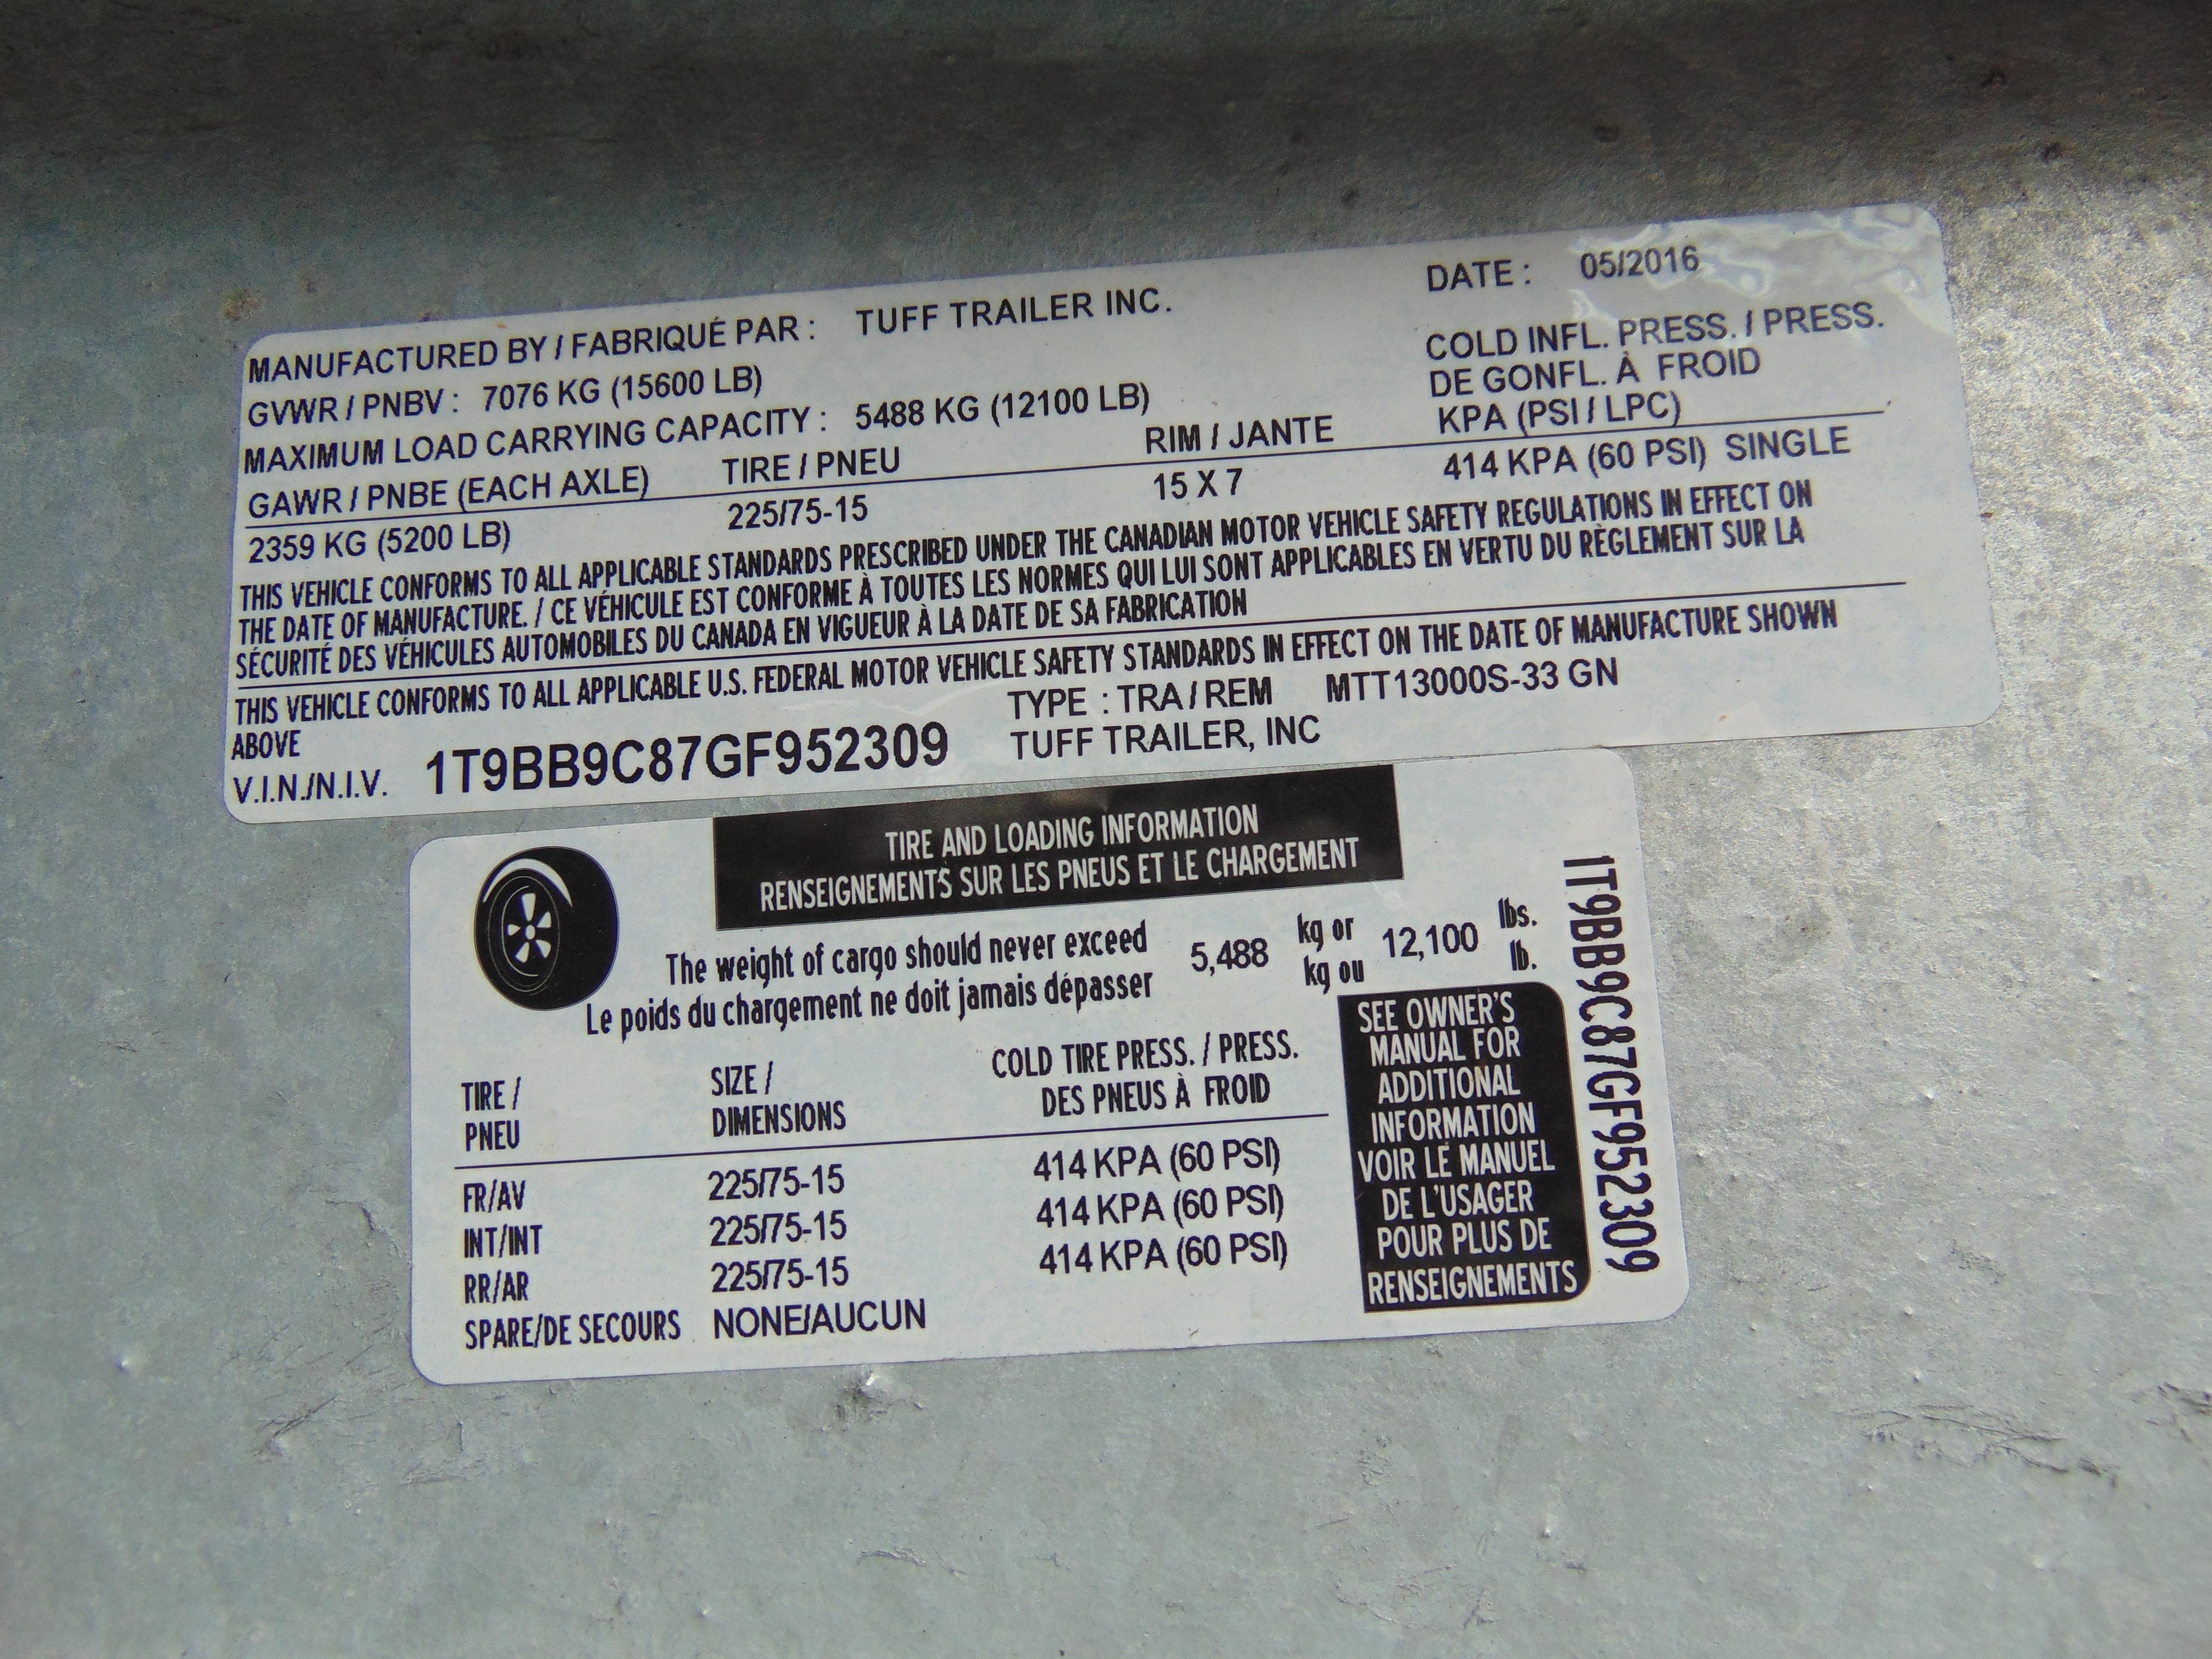 MANUFACTURED BY / FABRIQUÉ PAR : TUFF TRAILER INC. DATE : 05/2016
GVWR / PNBV : 7076 KG (15600 LB)
MAXIMUM LOAD CARRYING CAPACITY : 5488 KG (12100 LB)
COLD INFL. PRESS. / PRESS.
DE GONFL. À FROID
GAWR / PNBE (EACH AXLE) TIRE / PNEU RIM / JANTE KPA (PSI / LPC)
2359 KG (5200 LB) 225/75-15 15 X 7 414 KPA (60 PSI) SINGLE
THIS VEHICLE CONFORMS TO ALL APPLICABLE STANDARDS PRESCRIBED UNDER THE CANADIAN MOTOR VEHICLE SAFETY REGULATIONS IN EFFECT ON
THE DATE OF MANUFACTURE. / CE VÉHICULE EST CONFORME À TOUTES LES NORMES QUI LUI SONT APPLICABLES EN VERTU DU RÈGLEMENT SUR LA
SÉCURITÉ DES VÉHICULES AUTOMOBILES DU CANADA EN VIGUEUR À LA DATE DE SA FABRICATION
THIS VEHICLE CONFORMS TO ALL APPLICABLE U.S. FEDERAL MOTOR VEHICLE SAFETY STANDARDS IN EFFECT ON THE DATE OF MANUFACTURE SHOWN
ABOVE
TYPE : TRA / REM MTT13000S-33 GN
V.I.N./N.I.V. 1T9BB9C87GF952309 TUFF TRAILER, INC
TIRE AND LOADING INFORMATION
RENSEIGNEMENTS SUR LES PNEUS ET LE CHARGEMENT
The weight of cargo should never exceed 5,488 kg or 12,100 lbs.
Le poids du chargement ne doit jamais dépasser kg ou lb.
TIRE / SIZE / COLD TIRE PRESS. / PRESS.
PNEU DIMENSIONS DES PNEUS À FROID
FR/AV 225/75-15 414 KPA (60 PSI)
INT/INT 225/75-15 414 KPA (60 PSI)
RR/AR 225/75-15 414 KPA (60 PSI)
SPARE/DE SECOURS NONE/AUCUN
SEE OWNER'S
MANUAL FOR
ADDITIONAL
INFORMATION
VOIR LE MANUEL
DE L'USAGER
POUR PLUS DE
RENSEIGNEMENTS
1T9BB9C87GF952309